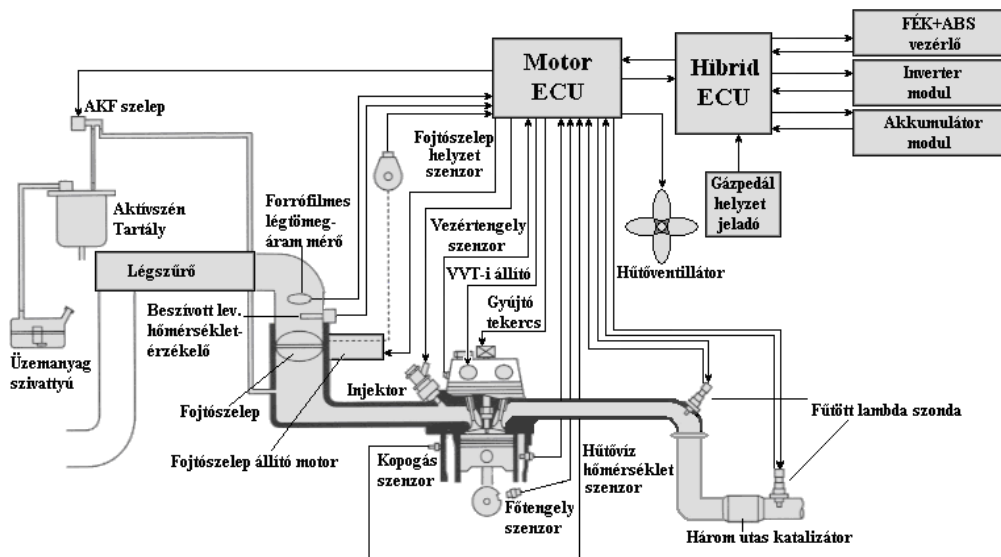 Motor
ECU
Hibrid
ECU
FÉK+ABS
vezérlő
Inverter
modul
Akkumulátor
modul
AKF szelep
Fojtószelep
helyzet
szenzor
Aktívszén
Tartály
Forrófilmes
légtömeg-
áram mérő
Vezértengely
szenzor
Gázpedál
helyzet
jeladó
Légszűrő
VVT-i állító
Hűtőventillátor
Beszívott lev.
hőmérséklet-
érzékelő
Gyújtó
tekercs
Üzemanyag
szivattyú
Injektor
Fojtószelep
Fűtött lambda szonda
Fojtószelep állító motor
Kopogás
szenzor
Hűtővíz
hőmérséklet
szenzor
Főtengely
szenzor
Három utas katalizátor